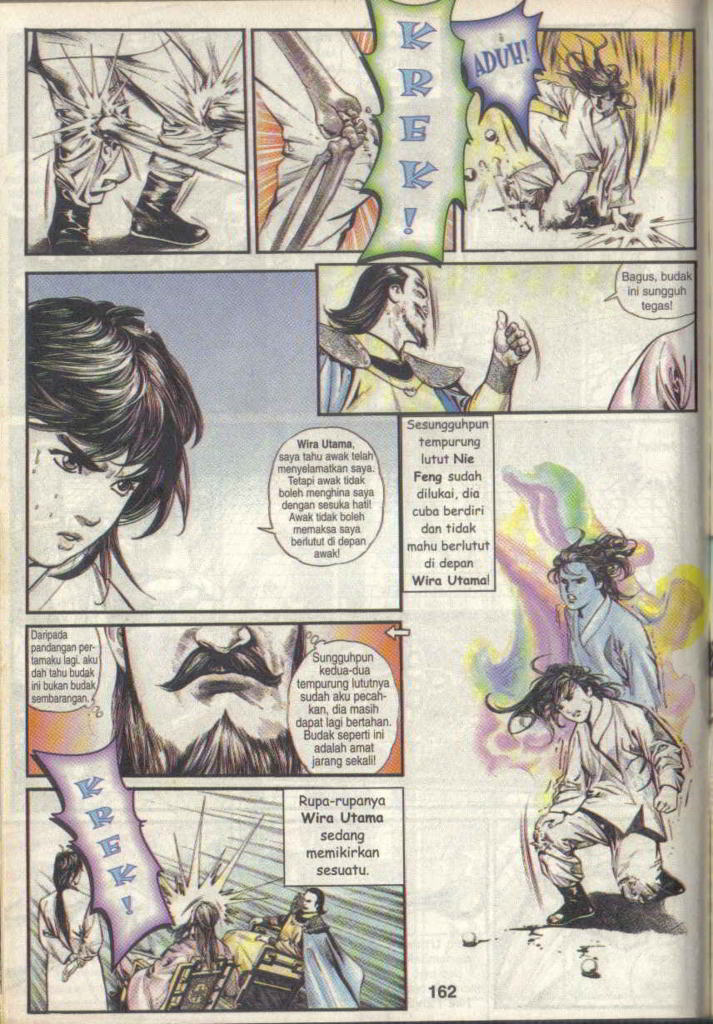 KREK!
ADUH!
Bagus, budak
ini sungguh
tegas!
Wira Utama,
saya tahu awak telah
menyelamatkan saya.
Tetapi awak tidak
boleh menghina saya
dengan sesuka hati!
Awak tidak boleh
memaksa saya
berlutut di depan
awak!
Sesungguhpun
tempurung
lutut Nie
Feng sudah
dilukai, dia
cuba berdiri
dan tidak
mahu berlutut
di depan
Wira Utama!
Daripada
pandangan per-
tamaku lagi, aku
dah tahu budak
ini bukan budak
sembarangan.
Sungguhpun
kedua-dua
tempurung lututnya
sudah aku pecah-
kan, dia masih
dapat lagi bertahan.
Budak seperti ini
adalah amat
jarang sekali!
KREK!
Rupa-rupanya
Wira Utama
sedang
memikirkan
sesuatu.
162